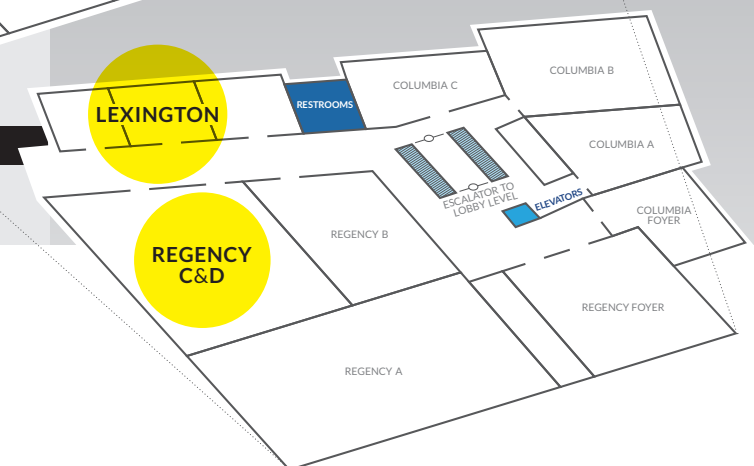 COLUMBIA B
COLUMBIA C
LEXINGTON
RESTROOMS
COLUMBIA A
ESCALATOR TO
LOBBY LEVEL
ELEVATORS
COLUMBIA
FOYER
REGENCY B
REGENCY
C&D
REGENCY FOYER
REGENCY A